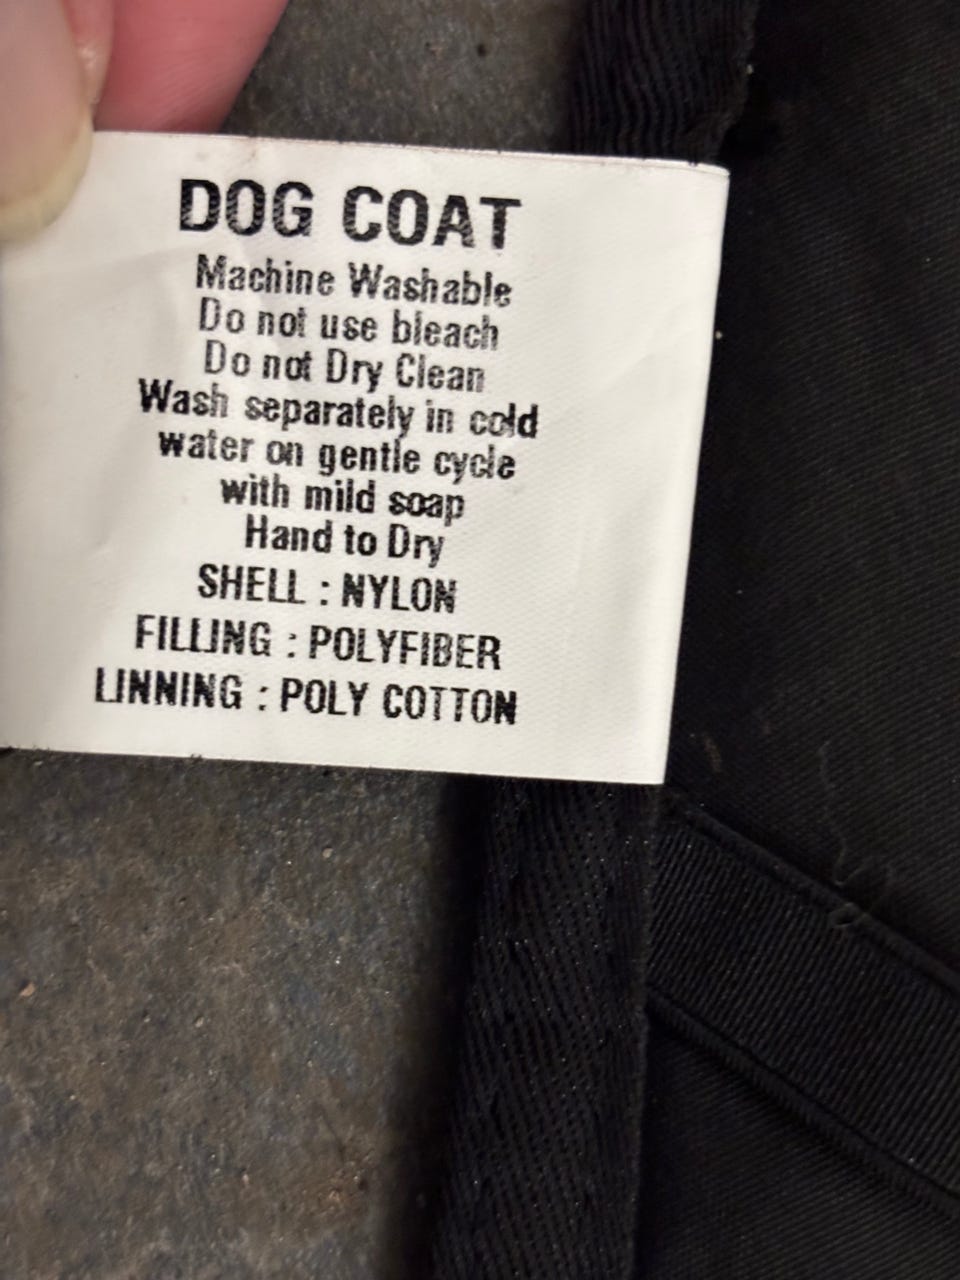 DOG COAT
Machine Washable
Do not use bleach
Do not Dry Clean
Wash separately in cold
water on gentle cycle
with mild soap
Hand to Dry
SHELL : NYLON
FILLING : POLYFIBER
LINNING : POLY COTTON